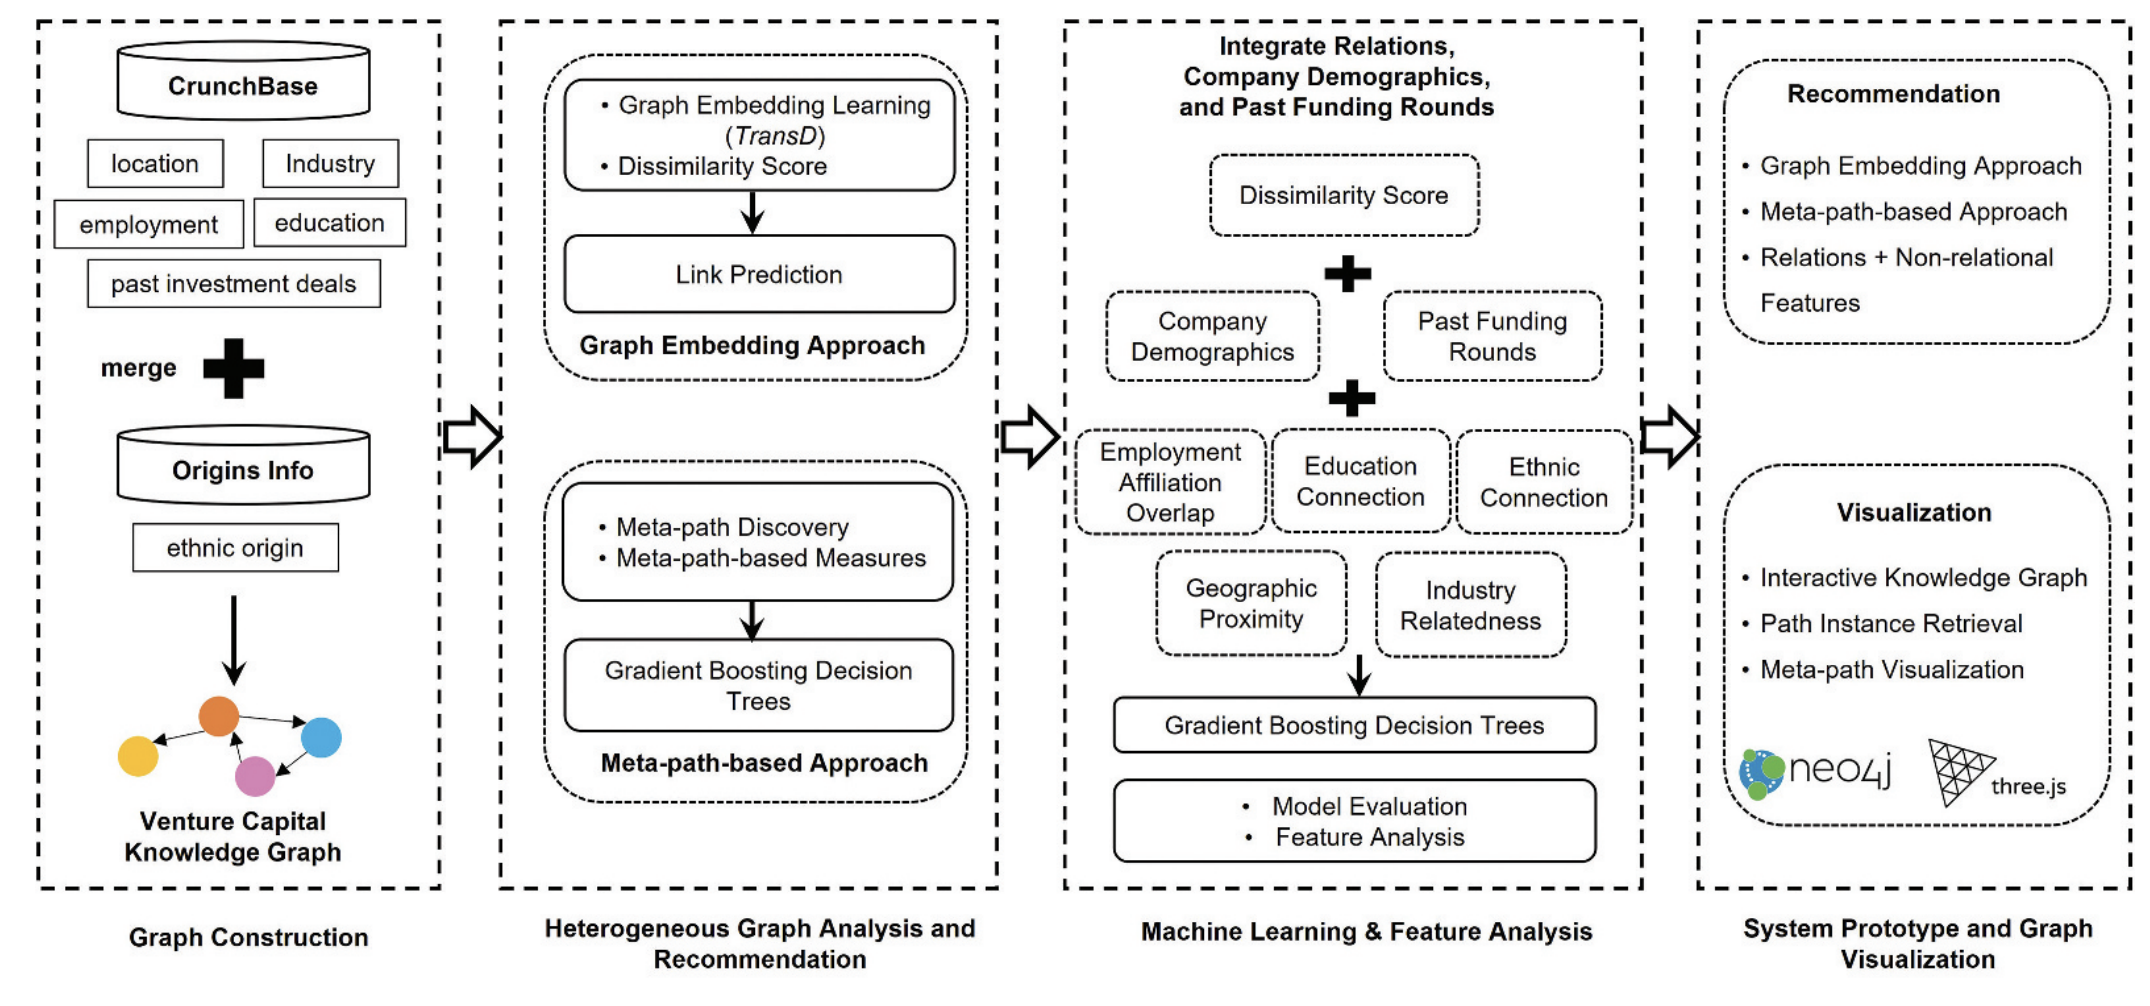 CrunchBase
location
Industry
employment
education
past investment deals
merge
Origins Info
ethnic origin
Venture Capital
Knowledge Graph
Graph Construction
• Graph Embedding Learning
(TransD)
• Dissimilarity Score
Link Prediction
Graph Embedding Approach
• Meta-path Discovery
• Meta-path-based Measures
Gradient Boosting Decision
Trees
Meta-path-based Approach
Heterogeneous Graph Analysis and
Recommendation
Integrate Relations,
Company Demographics,
and Past Funding Rounds
Dissimilarity Score
Company
Demographics
Past Funding
Rounds
Employment
Affiliation
Overlap
Education
Connection
Ethnic
Connection
Geographic
Proximity
Industry
Relatedness
Gradient Boosting Decision Trees
• Model Evaluation
• Feature Analysis
Machine Learning & Feature Analysis
Recommendation
• Graph Embedding Approach
• Meta-path-based Approach
• Relations + Non-relational
Features
Visualization
• Interactive Knowledge Graph
• Path Instance Retrieval
• Meta-path Visualization
neo4j
three.js
System Prototype and Graph
Visualization